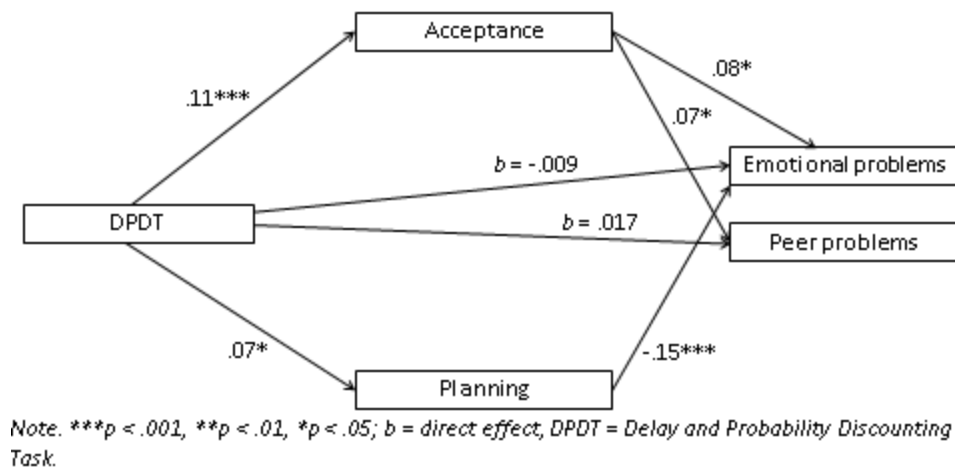 Acceptance
.08*
.11***
.07*
b = -.009
Emotional problems
DPDT
b = .017
Peer problems
.07*
-.15***
Planning
Note. ***p < .001, **p < .01, *p < .05; b = direct effect, DPDT = Delay and Probability Discounting
Task.